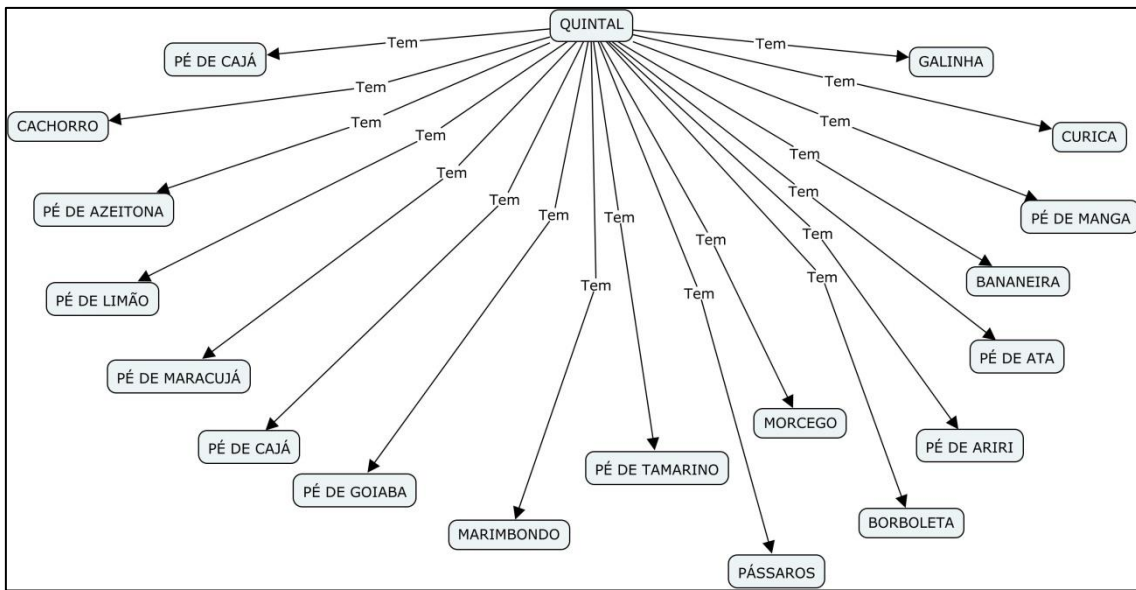 QUINTAL
Tem
Tem
PÉ DE CAJÁ
GALINHA
Tem
Tem
CACHORRO
CURICA
Tem
Tem
Tem
Tem
Tem
Tem
PÉ DE AZEITONA
PÉ DE MANGA
Tem
Tem
Tem
Tem
Tem
Tem
BANANEIRA
Tem
Tem
PÉ DE LIMÃO
PÉ DE ATA
PÉ DE MARACUJÁ
MORCEGO
PÉ DE CAJÁ
PÉ DE ARIRI
PÉ DE TAMARINO
PÉ DE GOIABA
BORBOLETA
MARIMBONDO
PÁSSAROS